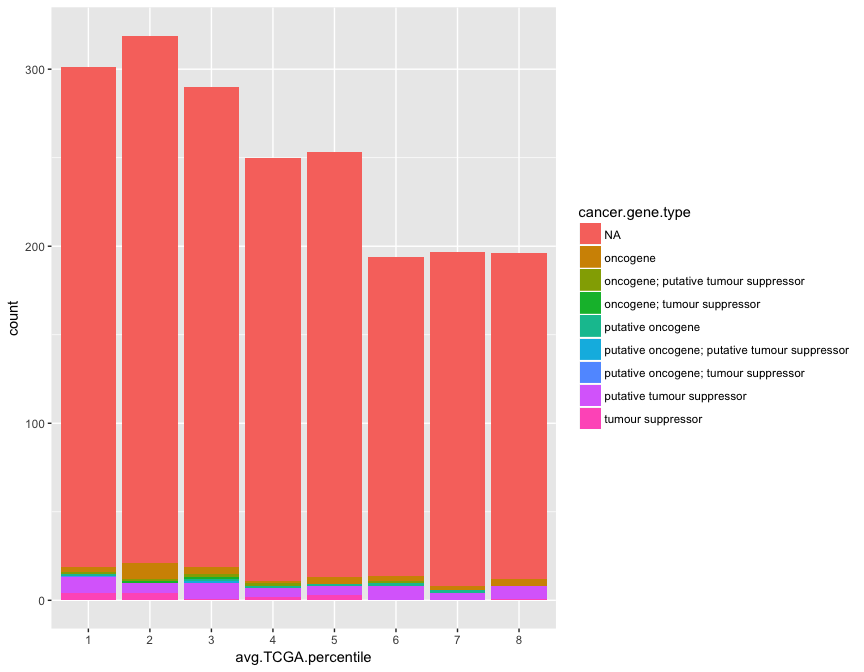 count
300
200
100
0
1 2 3 4 5 6 7 8
avg.TCGA.percentile
cancer.gene.type
NA
oncogene
oncogene; putative tumour suppressor
oncogene; tumour suppressor
putative oncogene
putative oncogene; putative tumour suppressor
putative oncogene; tumour suppressor
putative tumour suppressor
tumour suppressor